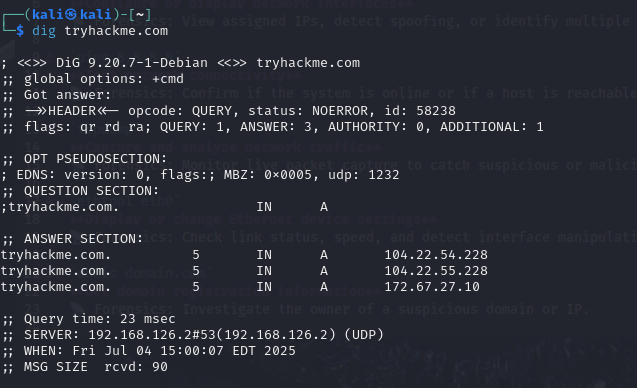 (kali㉿kali)-[~]
$ dig tryhackme.com
; <<>> DiG 9.20.7-1-Debian <<>> tryhackme.com
;; global options: +cmd
;; Got answer:
;; ->>HEADER<<- opcode: QUERY, status: NOERROR, id: 58238
;; flags: qr rd ra; QUERY: 1, ANSWER: 3, AUTHORITY: 0, ADDITIONAL: 1
;; OPT PSEUDOSECTION:
; EDNS: version: 0, flags:; MBZ: 0x0005, udp: 1232
;; QUESTION SECTION:
;tryhackme.com. IN A
;; ANSWER SECTION:
tryhackme.com. 5 IN A 104.22.54.228
tryhackme.com. 5 IN A 104.22.55.228
tryhackme.com. 5 IN A 172.67.27.10
;; Query time: 23 msec
;; SERVER: 192.168.126.2#53(192.168.126.2) (UDP)
;; WHEN: Fri Jul 04 15:00:07 EDT 2025
;; MSG SIZE rcvd: 90